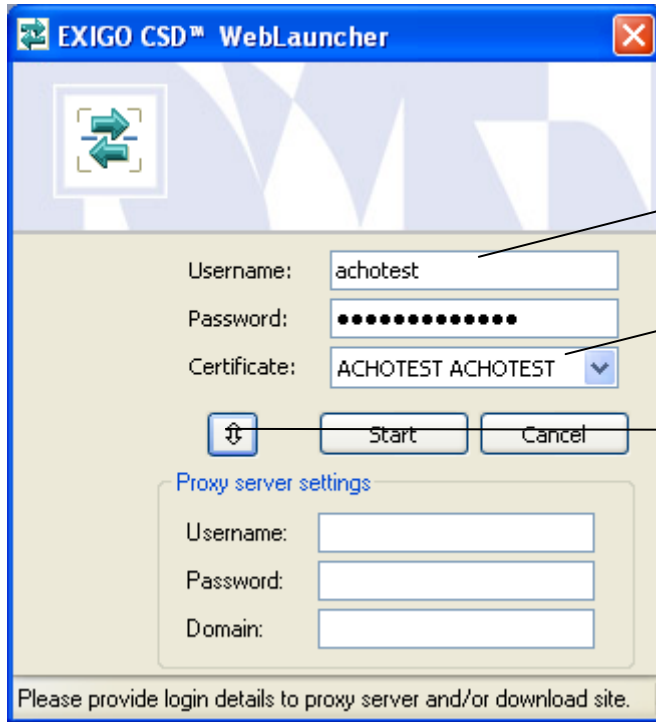 EXIGO CSD™ WebLauncher
Username: achotest
Password: •••••••••••••
Certificate: ACHOTEST ACHOTEST
Start Cancel
Proxy server settings
Username:
Password:
Domain:
Please provide login details to proxy server and/or download site.